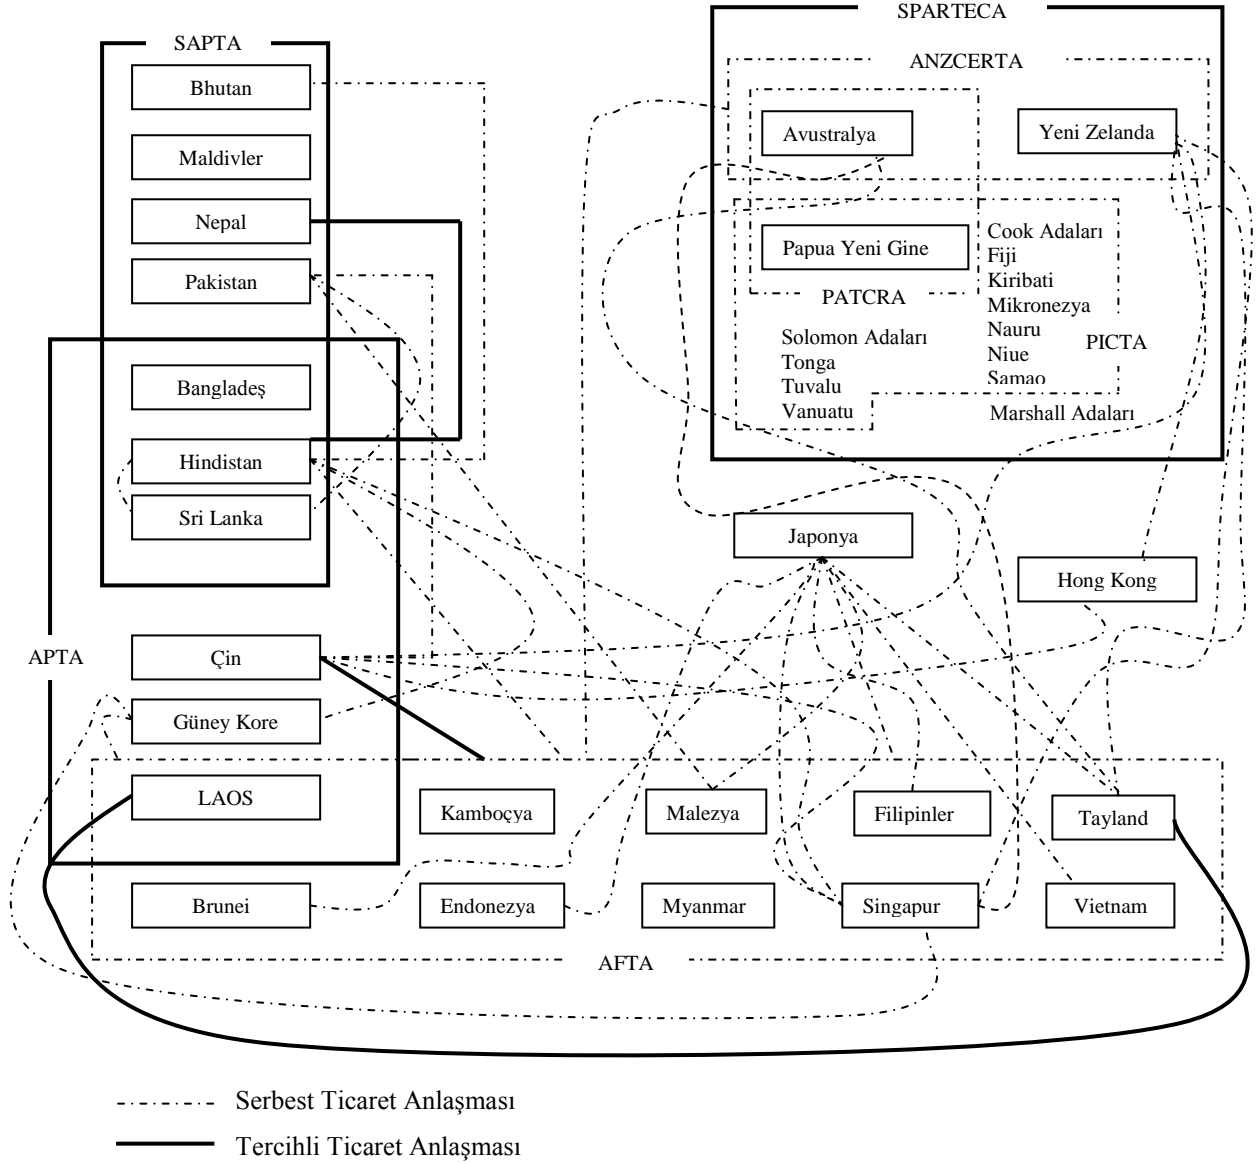 SPARTECA
SAPTA
ANZCERTA
Bhutan
Avustralya
Yeni Zelanda
Maldivler
Nepal
Papua Yeni Gine
Cook Adaları
Fiji
Kiribati
Mikronezya
Nauru
Niue
Samao
Pakistan
PATCRA
Solomon Adaları
Tonga
Tuvalu
Vanuatu
PICTA
Marshall Adaları
Bangladeş
Hindistan
Sri Lanka
Japonya
Hong Kong
APTA
Çin
Güney Kore
LAOS
Kamboçya
Malezya
Filipinler
Tayland
Brunei
Endonezya
Myanmar
Singapur
Vietnam
AFTA
Serbest Ticaret Anlaşması
Tercihli Ticaret Anlaşması